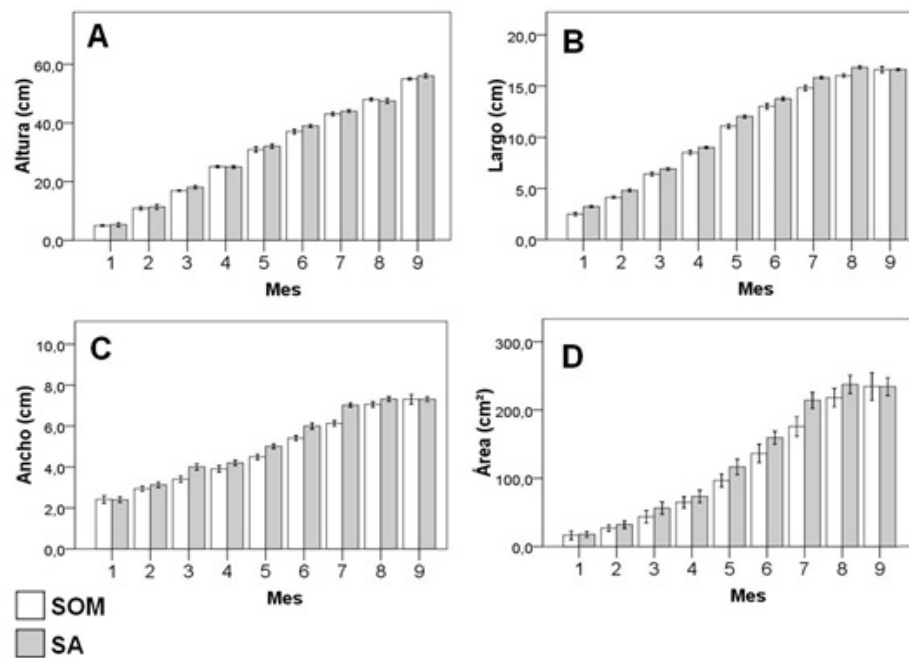 A
Altura (cm)
60,0
40,0
20,0
0,0
1 2 3 4 5 6 7 8 9
Mes
B
Largo (cm)
20,0
15,0
10,0
5,0
0,0
1 2 3 4 5 6 7 8 9
Mes
C
Ancho (cm)
10,0
8,0
6,0
4,0
2,0
0,0
1 2 3 4 5 6 7 8 9
Mes
D
Área (cm²)
300,0
200,0
100,0
0,0
1 2 3 4 5 6 7 8 9
Mes
SOM
SA